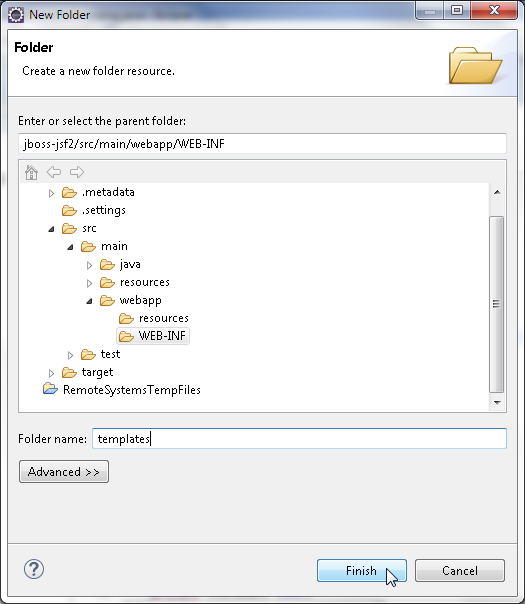 New Folder
Folder
Create a new folder resource.
Enter or select the parent folder:
jboss-jsf2/src/main/webapp/WEB-INF
.metadata
.settings
src
main
java
resources
webapp
resources
WEB-INF
test
target
RemoteSystemsTempFiles
Folder name: templates
Advanced >>
? Finish Cancel